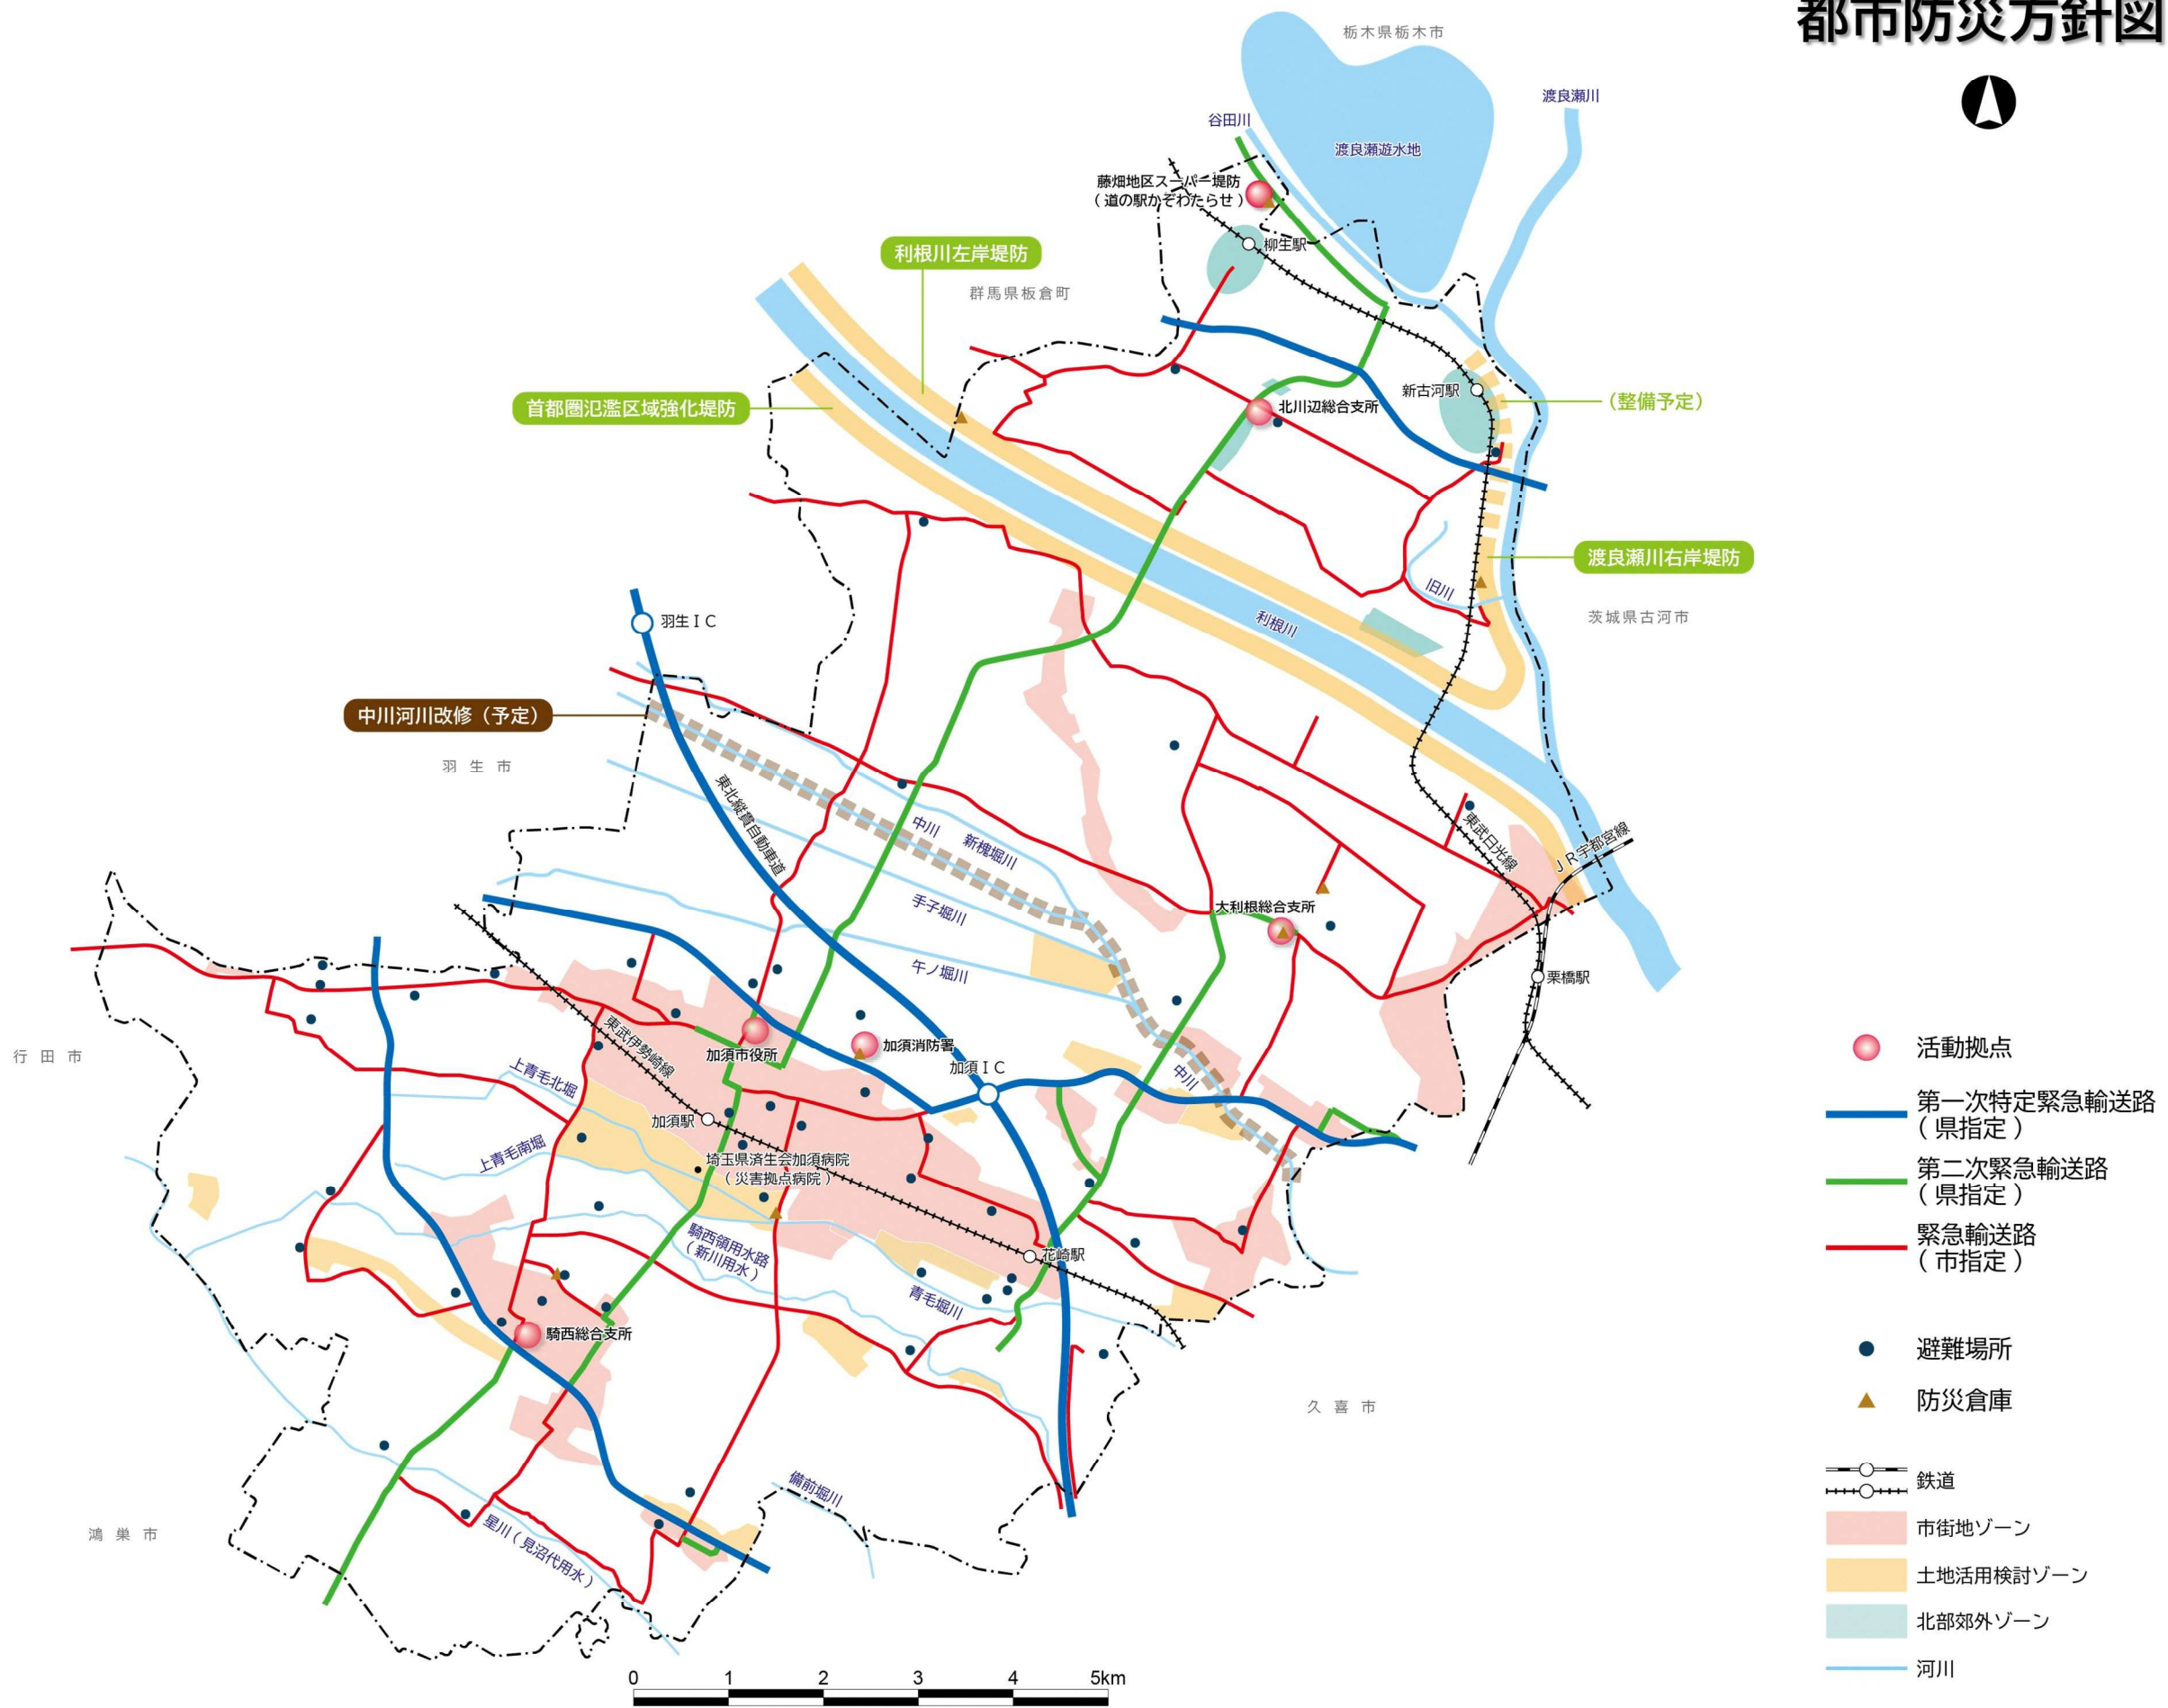 都市防災方針図
栃木県栃木市
渡良瀬川
谷田川
渡良瀬遊水地
藤畑地区スーパー堤防
（道の駅かぞわたらせ）
柳生駅
利根川左岸堤防
群馬県板倉町
新古河駅
（整備予定）
首都圏氾濫区域強化堤防
北川辺総合支所
渡良瀬川右岸堤防
旧川
茨城県古河市
利根川
羽生ＩＣ
中川河川改修（予定）
羽生市
東北縦貫自動車道
中川
新槐堀川
東武日光線
ＪＲ宇都宮線
手子堀川
大利根総合支所
午ノ堀川
栗橋駅
行田市
東武伊勢崎線
加須市役所
加須消防署
加須ＩＣ
中川
上青毛北堀
加須駅
上青毛南堀
埼玉県済生会加須病院
（災害拠点病院）
騎西領用水路
（新川用水）
花崎駅
青毛堀川
騎西総合支所
久喜市
備前堀川
鴻巣市
星川（見沼代用水）
活動拠点
第一次特定緊急輸送路
（県指定）
第二次緊急輸送路
（県指定）
緊急輸送路
（市指定）
避難場所
防災倉庫
鉄道
市街地ゾーン
土地活用検討ゾーン
北部郊外ゾーン
河川
0 1 2 3 4 5km